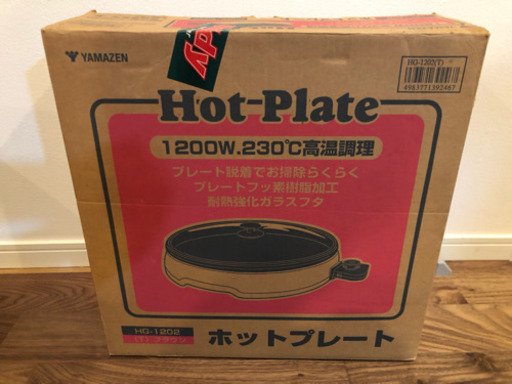 YAMAZEN
HG-1202(T)
4983771392467
Hot-Plate
1200W.230℃高温調理
プレート脱着でお掃除らくらく
プレートフッ素樹脂加工
耐熱強化ガラスフタ
HG-1202
(T) ブラウン
ホットプレート